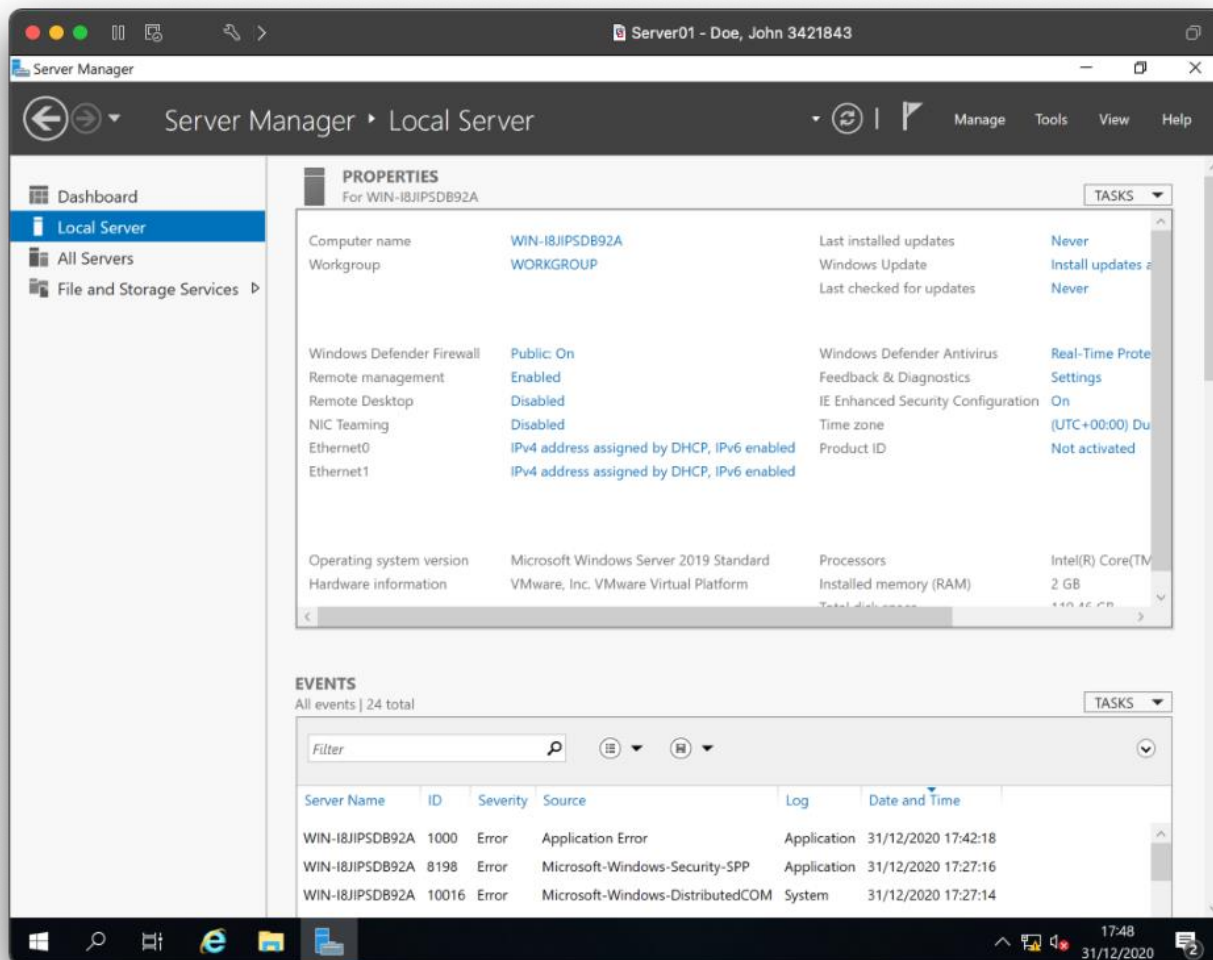 Server01 - Doe, John 3421843
Server Manager
Server Manager ‣ Local Server
Manage Tools View Help
Dashboard
Local Server
All Servers
File and Storage Services
PROPERTIES
For WIN-I8JIPSDB92A
TASKS
Computer name WIN-I8JIPSDB92A Last installed updates Never
Workgroup WORKGROUP Windows Update Install updates a
Last checked for updates Never
Windows Defender Firewall Public: On Windows Defender Antivirus Real-Time Prote
Remote management Enabled Feedback & Diagnostics Settings
Remote Desktop Disabled IE Enhanced Security Configuration On
NIC Teaming Disabled Time zone (UTC+00:00) Du
Ethernet0 IPv4 address assigned by DHCP, IPv6 enabled Product ID Not activated
Ethernet1 IPv4 address assigned by DHCP, IPv6 enabled
Operating system version Microsoft Windows Server 2019 Standard Processors Intel(R) Core(TM
Hardware information VMware, Inc. VMware Virtual Platform Installed memory (RAM) 2 GB
Total disk space 119.46 GB
EVENTS
All events | 24 total
TASKS
Filter
Server Name ID Severity Source Log Date and Time
WIN-I8JIPSDB92A 1000 Error Application Error Application 31/12/2020 17:42:18
WIN-I8JIPSDB92A 8198 Error Microsoft-Windows-Security-SPP Application 31/12/2020 17:27:16
WIN-I8JIPSDB92A 10016 Error Microsoft-Windows-DistributedCOM System 31/12/2020 17:27:14
17:48
31/12/2020
2